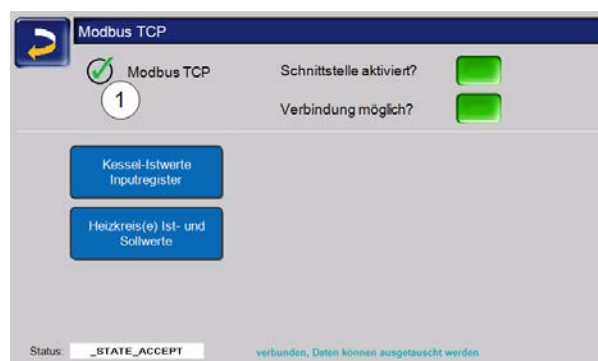 Modbus TCP
Modbus TCP
Schnittstelle aktiviert?
1
Verbindung möglich?
Kessel-Istwerte
Inputregister
Heizkreis(e) Ist- und
Sollwerte
Status: _STATE_ACCEPT
verbunden, Daten können ausgetauscht werden